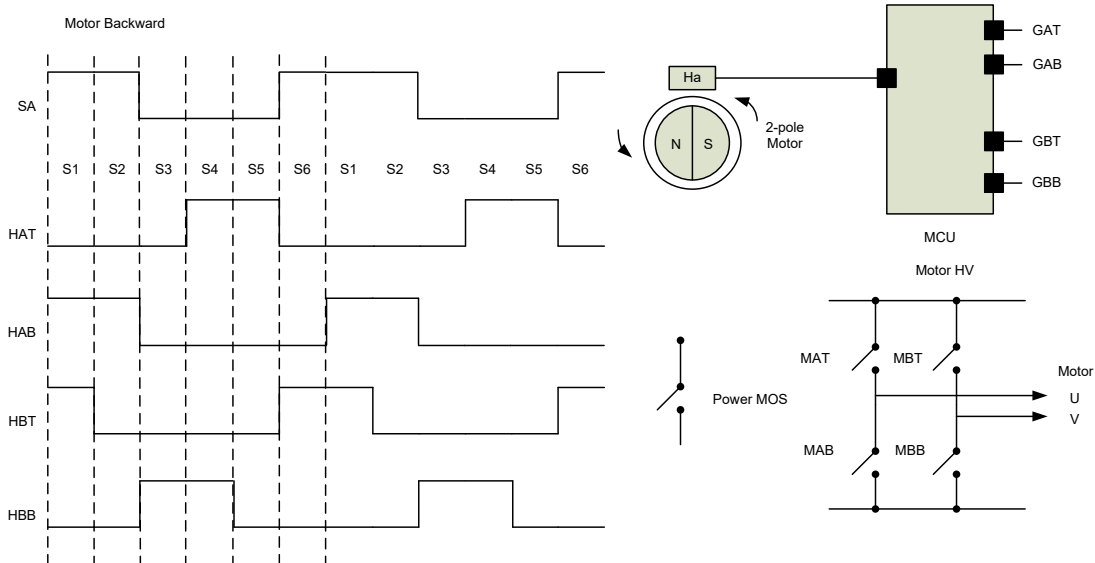 Motor Backward
SA
S1 S2 S3 S4 S5 S6 S1 S2 S3 S4 S5 S6
HAT
HAB
HBT
HBB
Ha
N S
2-pole
Motor
GAT
GAB
GBT
GBB
MCU
Motor HV
Power MOS
MAT MBT
MAB MBB
Motor
U
V